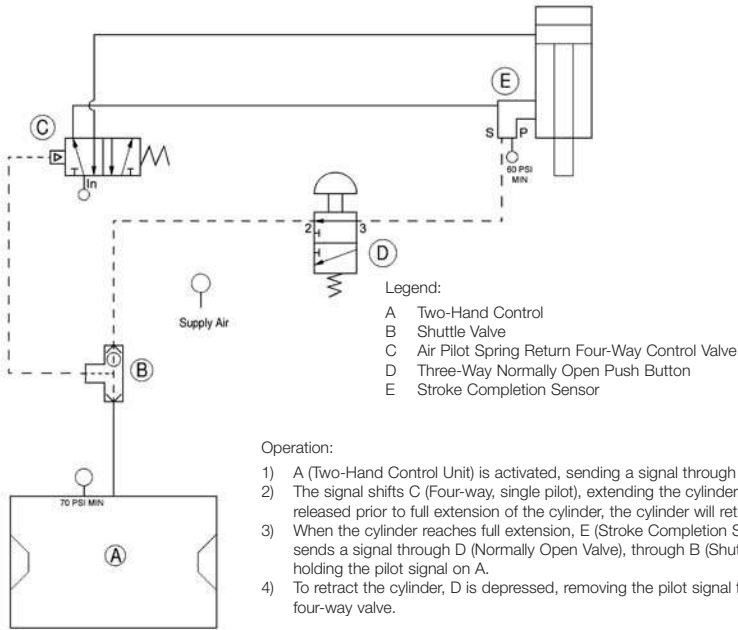 E
C
S P
60 PSI
MIN
In
2 3
D
Supply Air
Legend:
A Two-Hand Control
B Shuttle Valve
C Air Pilot Spring Return Four-Way Control Valve
D Three-Way Normally Open Push Button
E Stroke Completion Sensor
B
Operation:
1) A (Two-Hand Control Unit) is activated, sending a signal through
2) The signal shifts C (Four-way, single pilot), extending the cylinder
released prior to full extension of the cylinder, the cylinder will
3) When the cylinder reaches full extension, E (Stroke Completion
sends a signal through D (Normally Open Valve), through B
holding the pilot signal on A.
4) To retract the cylinder, D is depressed, removing the pilot signal
four-way valve.
70 PSI MIN
A